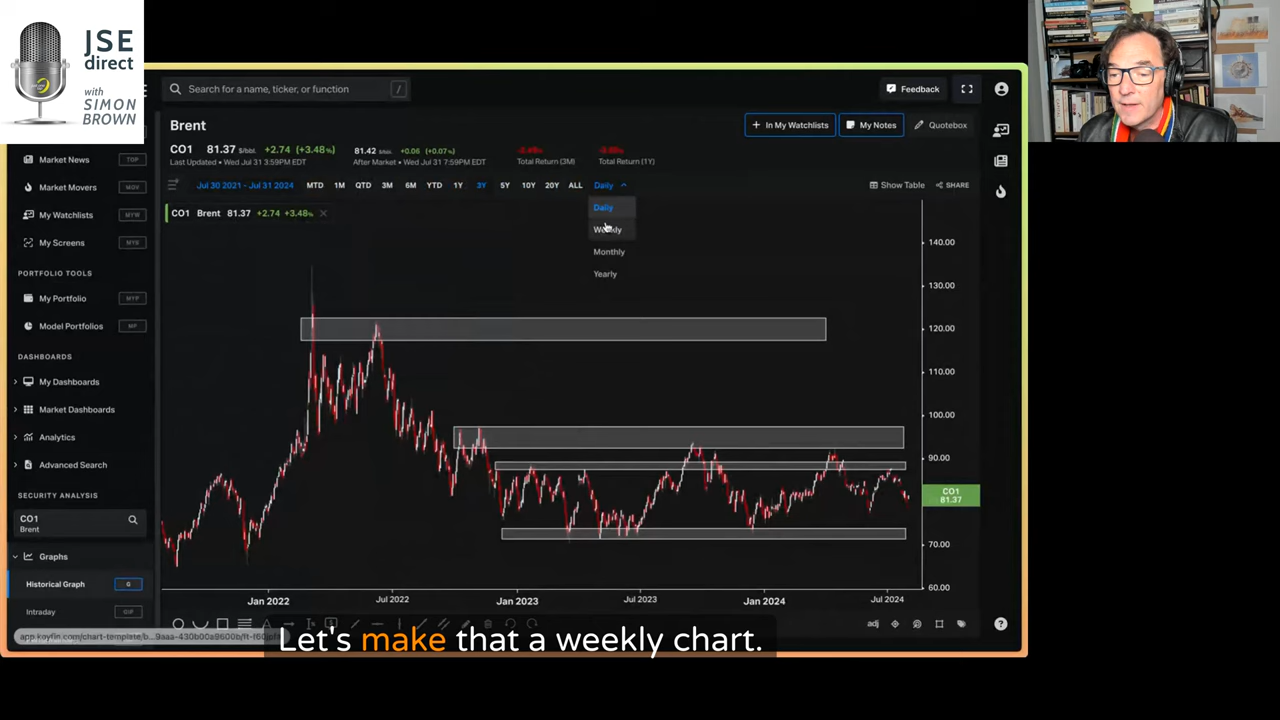 JSE
direct
with
SIMON
BROWN
Search for a name, ticker, or function /
Feedback
Brent
+ In My Watchlists
My Notes
Quotebox
CO1 81.37 $/bbl. +2.74 (+3.48%)
Last Updated • Wed Jul 31 3:59PM EDT
81.42 +0.06 (+0.07%)
After Market • Wed Jul 31 7:59PM EDT
Total Return (3M)
Total Return (1Y)
Jul 30 2021 - Jul 31 2024 MTD 1M QTD 3M 6M YTD 1Y 3Y 5Y 10Y 20Y ALL Daily
Show Table
SHARE
CO1 Brent 81.37 +2.74 +3.48%
Daily
Weekly
Monthly
Yearly
Market News TOP
Market Movers MOV
My Watchlists MYW
My Screens MYS
PORTFOLIO TOOLS
My Portfolio MYP
Model Portfolios MP
DASHBOARDS
My Dashboards
Market Dashboards
Analytics
Advanced Search
SECURITY ANALYSIS
CO1
Brent
Graphs
Historical Graph G
Intraday GIP
140.00
130.00
120.00
110.00
100.00
90.00
CO1
81.37
70.00
60.00
Jan 2022 Jul 2022 Jan 2023 Jul 2023 Jan 2024 Jul 2024
adj
Let's make that a weekly chart.